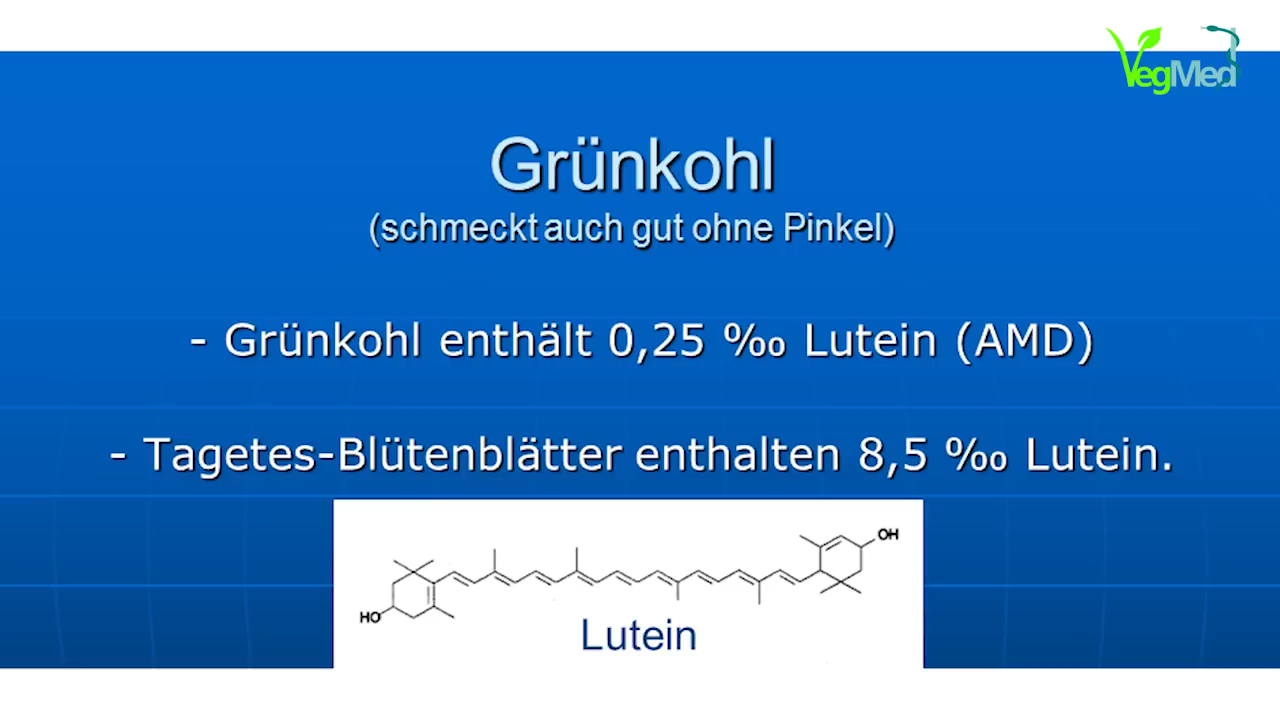 VegMed
Grünkohl
(schmeckt auch gut ohne Pinkel)
- Grünkohl enthält 0,25 ‰ Lutein (AMD)
- Tagetes-Blütenblätter enthalten 8,5 ‰ Lutein.
OH
HO
Lutein